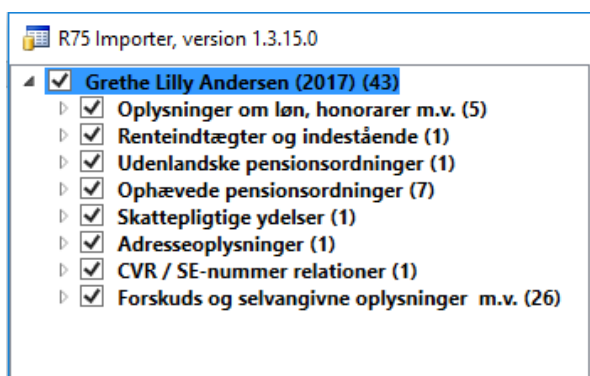 R75 Importer, version 1.3.15.0
Grethe Lilly Andersen (2017) (43)
Oplysninger om løn, honorarer m.v. (5)
Renteindtægter og indestående (1)
Udenlandske pensionsordninger (1)
Ophævede pensionsordninger (7)
Skattepligtige ydelser (1)
Adresseoplysninger (1)
CVR / SE-nummer relationer (1)
Forskuds og selvangivne oplysninger  m.v. (26)